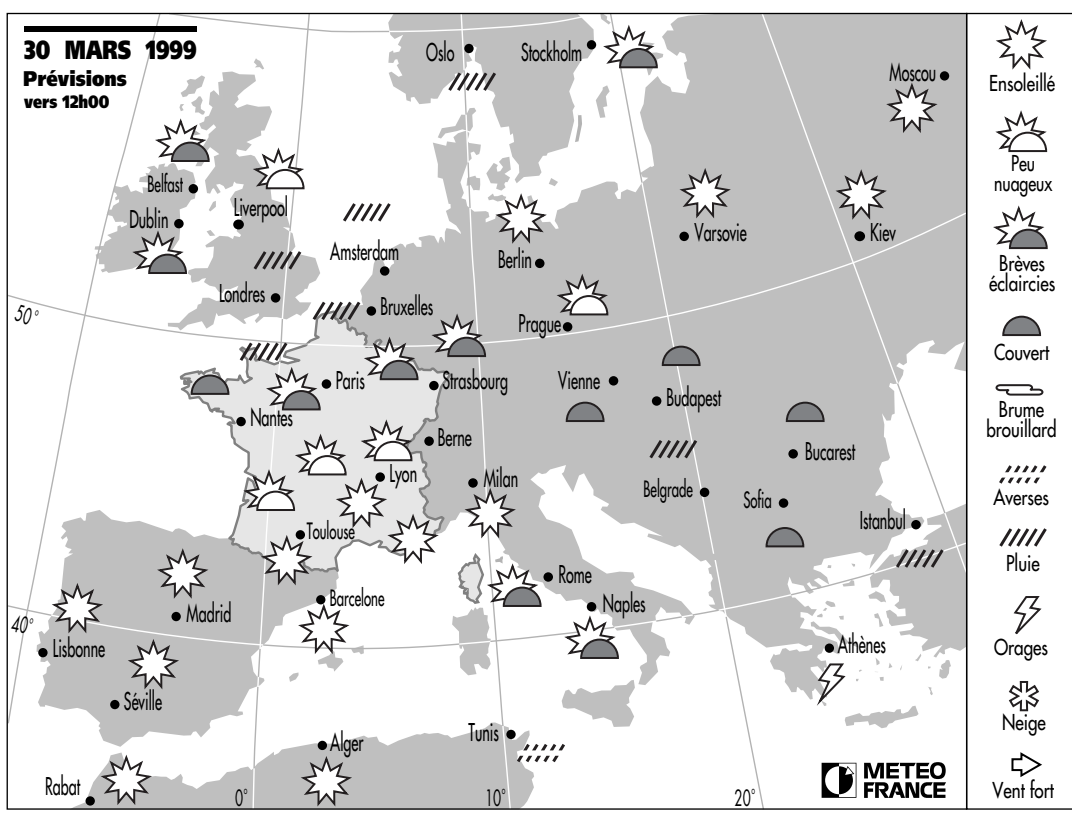 30 MARS 1999
Prévisions
vers 12h00
Oslo
Stockholm
Moscou
Belfast
Dublin
Liverpool
Amsterdam
Londres
Bruxelles
Berlin
Varsovie
Kiev
Prague
50°
Paris
Strasbourg
Vienne
Budapest
Nantes
Berne
Bucarest
Lyon
Milan
Belgrade
Sofia
Istanbul
Toulouse
Rome
Barcelone
Naples
Madrid
40°
Lisbonne
Athènes
Séville
Tunis
Alger
Rabat
0°
10°
20°
METEO
FRANCE
Ensoleillé
Peu
nuageux
Brèves
éclaircies
Couvert
Brume
brouillard
Averses
Pluie
Orages
Neige
Vent fort